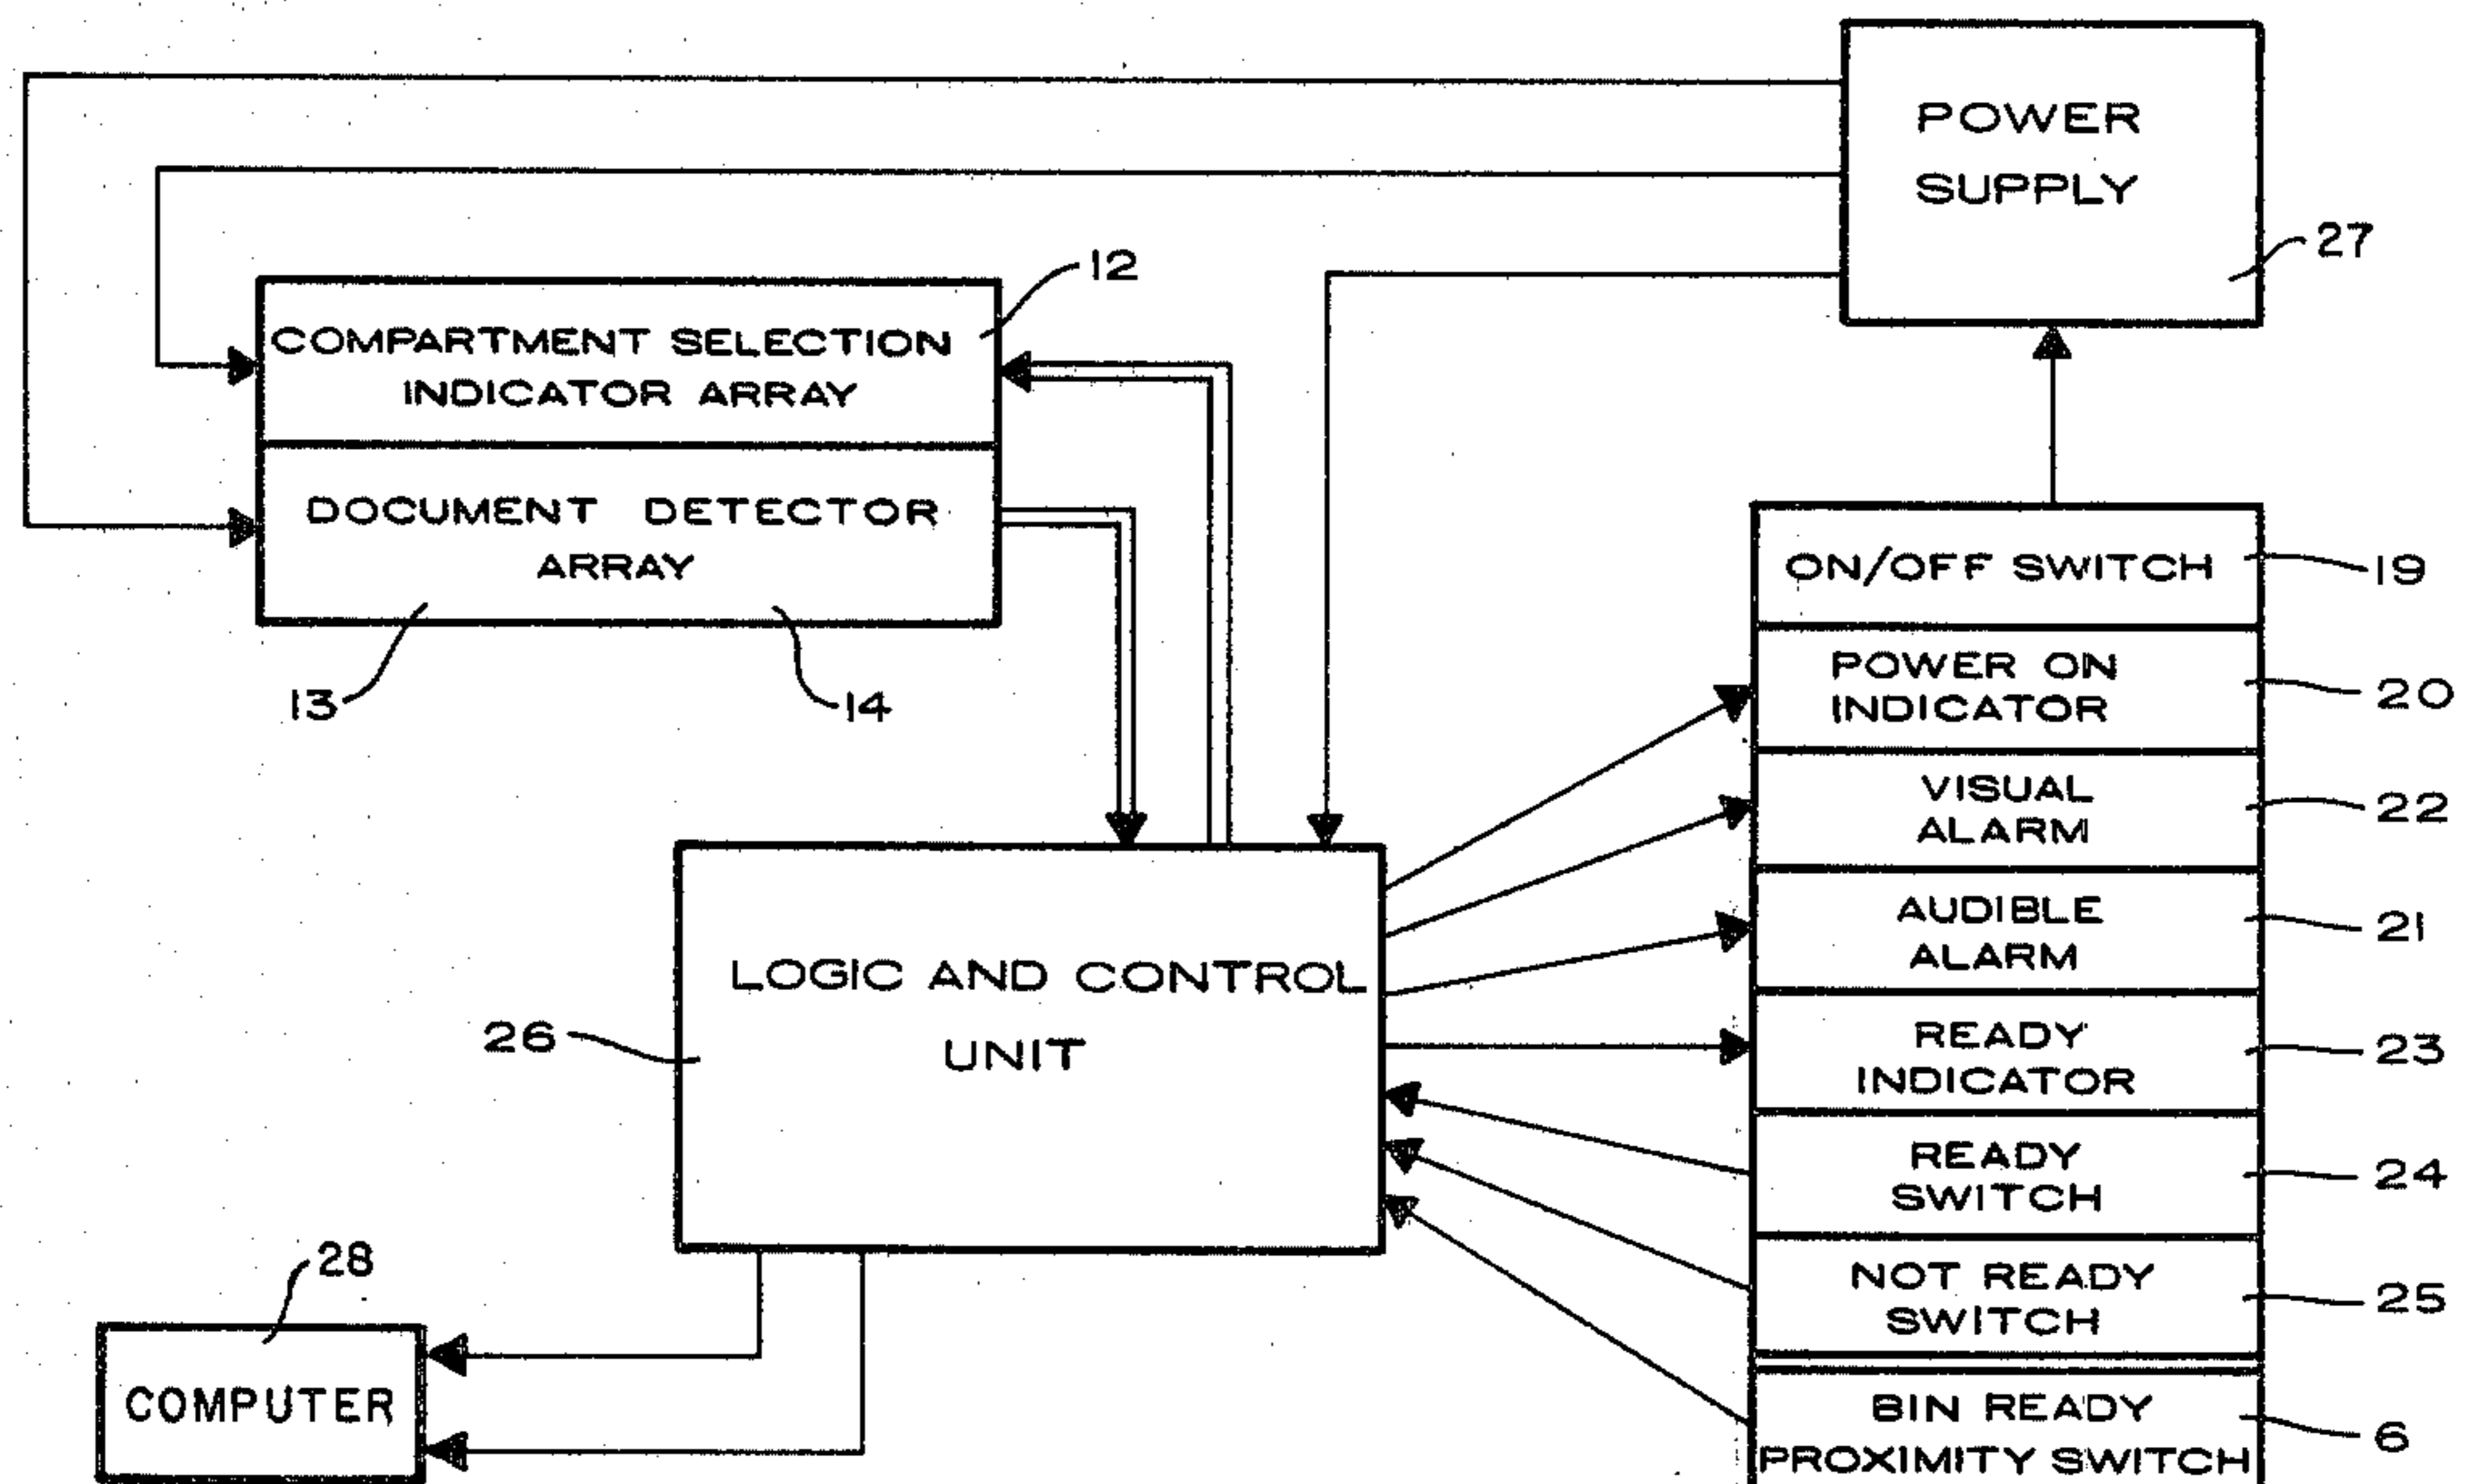 POWER
SUPPLY
27
12
COMPARTMENT SELECTION
INDICATOR ARRAY
DOCUMENT DETECTOR
ARRAY
13
14
ON/OFF SWITCH
19
POWER ON
INDICATOR
20
VISUAL
ALARM
22
AUDIBLE
ALARM
21
LOGIC AND CONTROL
UNIT
26
READY
INDICATOR
23
READY
SWITCH
24
NOT READY
SWITCH
25
28
COMPUTER
BIN READY
PROXIMITY SWITCH
6